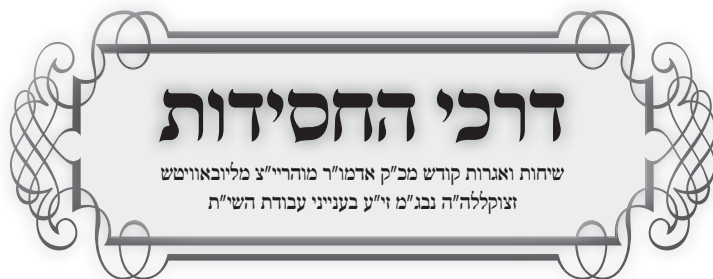 דרכי החסידות
שיחות ואגרות קודש מכ"ק אדמו"ר מוהריי"צ מליובאוויטש
זצוקללה"ה נבג"מ זי"ע בענייני עבודת השי"ת